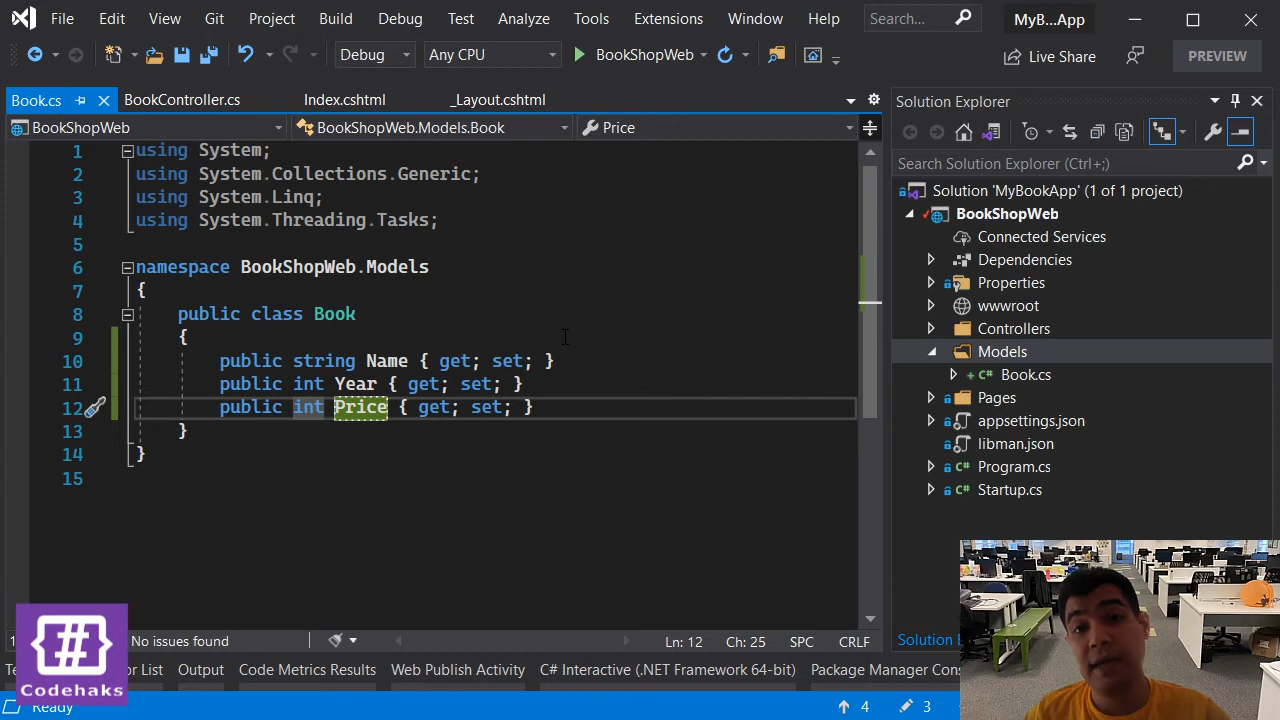 File Edit View Git Project Build Debug Test Analyze Tools Extensions Window Help Search... MyB...App
Debug Any CPU BookShopWeb Live Share PREVIEW
Book.cs BookController.cs Index.cshtml _Layout.cshtml
BookShopWeb BookShopWeb.Models.Book Price
1 using System;
2 using System.Collections.Generic;
3 using System.Linq;
4 using System.Threading.Tasks;
5
6 namespace BookShopWeb.Models
7 {
8 public class Book
9 {
10 public string Name { get; set; }
11 public int Year { get; set; }
12 public int Price { get; set; }
13 }
14 }
15
No issues found Ln: 12 Ch: 25 SPC CRLF
Output Code Metrics Results Web Publish Activity C# Interactive (.NET Framework 64-bit) Package Manager Con
Ready 4 3
Solution Explorer
Search Solution Explorer (Ctrl+;)
Solution 'MyBookApp' (1 of 1 project)
BookShopWeb
Connected Services
Dependencies
Properties
wwwroot
Controllers
Models
C# Book.cs
Pages
appsettings.json
libman.json
C# Program.cs
C# Startup.cs
Solution E
{#}
Codehaks